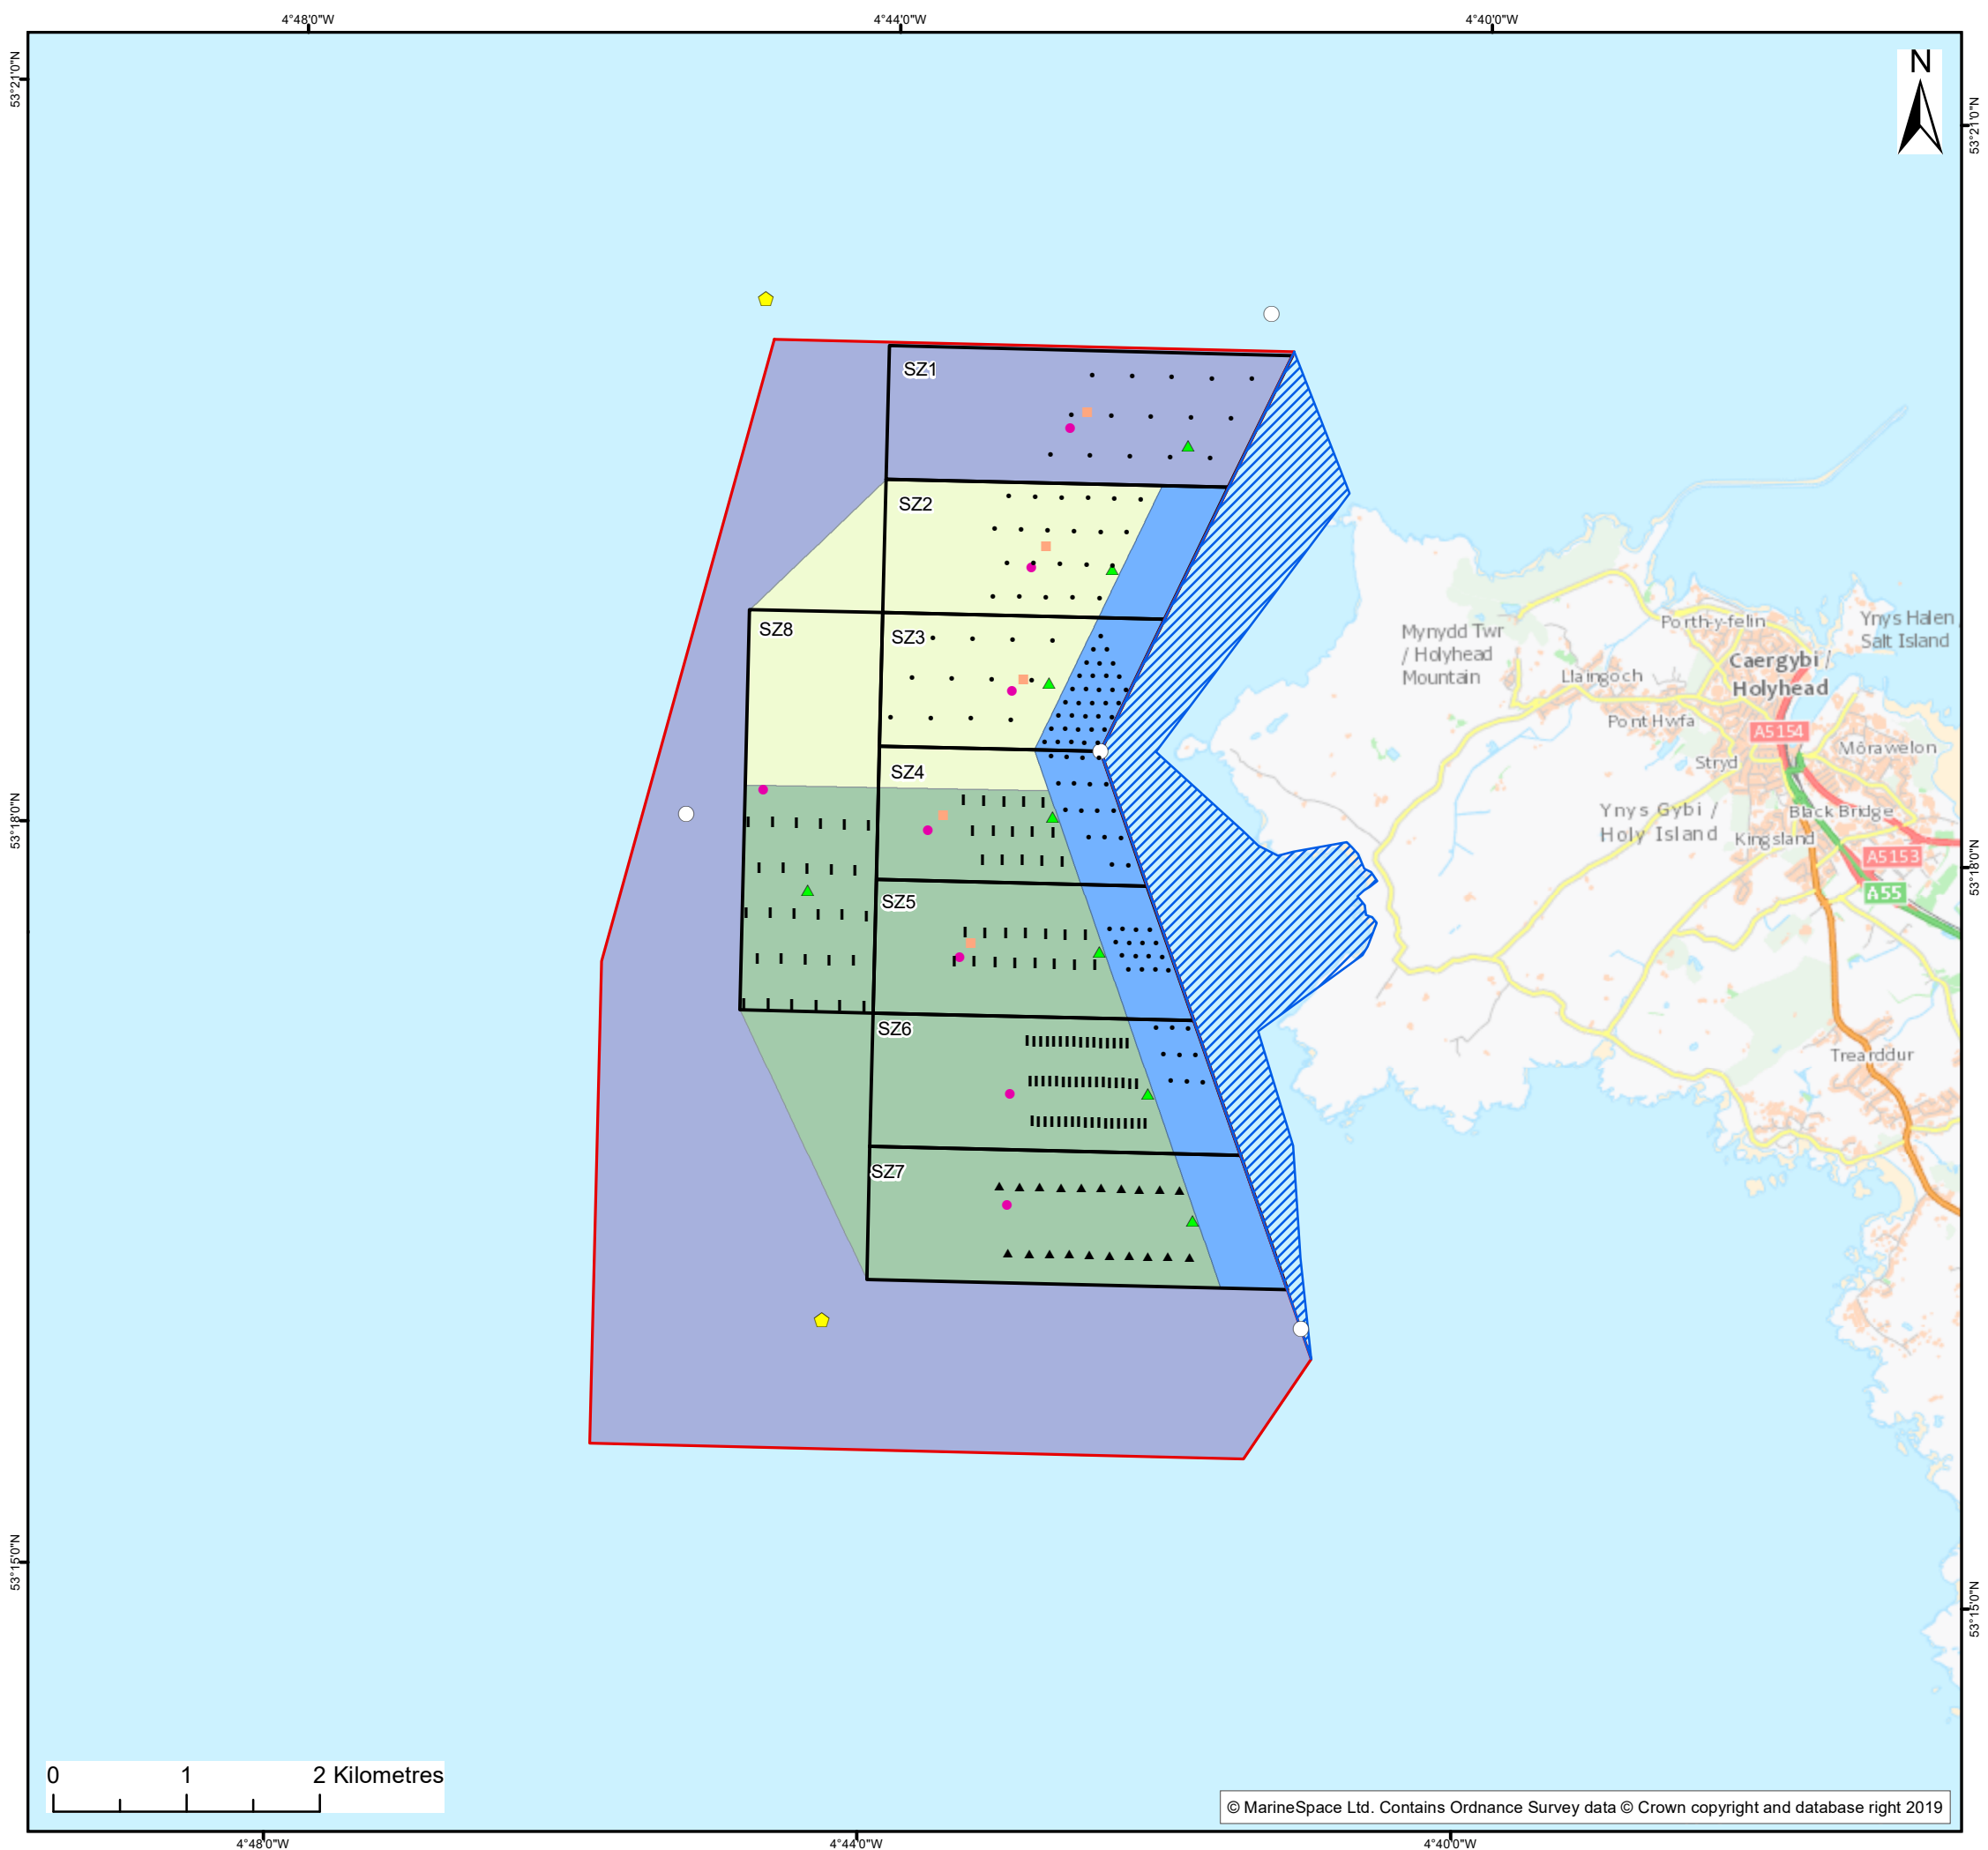 4°48'0"W
4°44'0"W
4°40'0"W
53°21'0"N
N
53°21'0"N
SZ1
SZ2
SZ8
SZ3
SZ4
SZ5
SZ6
SZ7
Ynys Halen
Salt Island
Porth-y-felin
Mynydd Twr
/ Holyhead
Mountain
Caergybi /
Holyhead
Llaingoch
Pont Hwfa
A5154
Môrawelon
Stryd
Ynys Gybi /
Holy Island
Black Bridge
Kingsland
A5153
A55
Trearddur
53°18'0"N
53°18'0"N
53°15'0"N
53°15'0"N
0 1 2 Kilometres
© MarineSpace Ltd. Contains Ordnance Survey data © Crown copyright and database right 2019
4°48'0"W
4°44'0"W
4°40'0"W